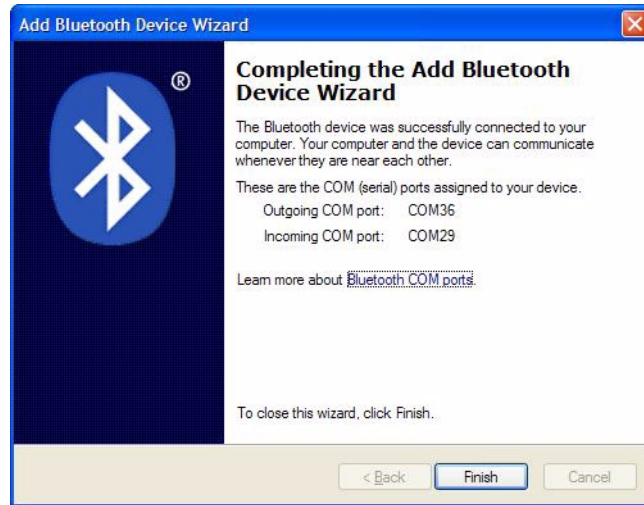 Add Bluetooth Device Wizard
®
Completing the Add Bluetooth
Device Wizard
The Bluetooth device was successfully connected to your
computer. Your computer and the device can communicate
whenever they are near each other.
These are the COM (serial) ports assigned to your device.
Outgoing COM port: COM36
Incoming COM port: COM29
Learn more about Bluetooth COM ports.
To close this wizard, click Finish.
< Back Finish Cancel